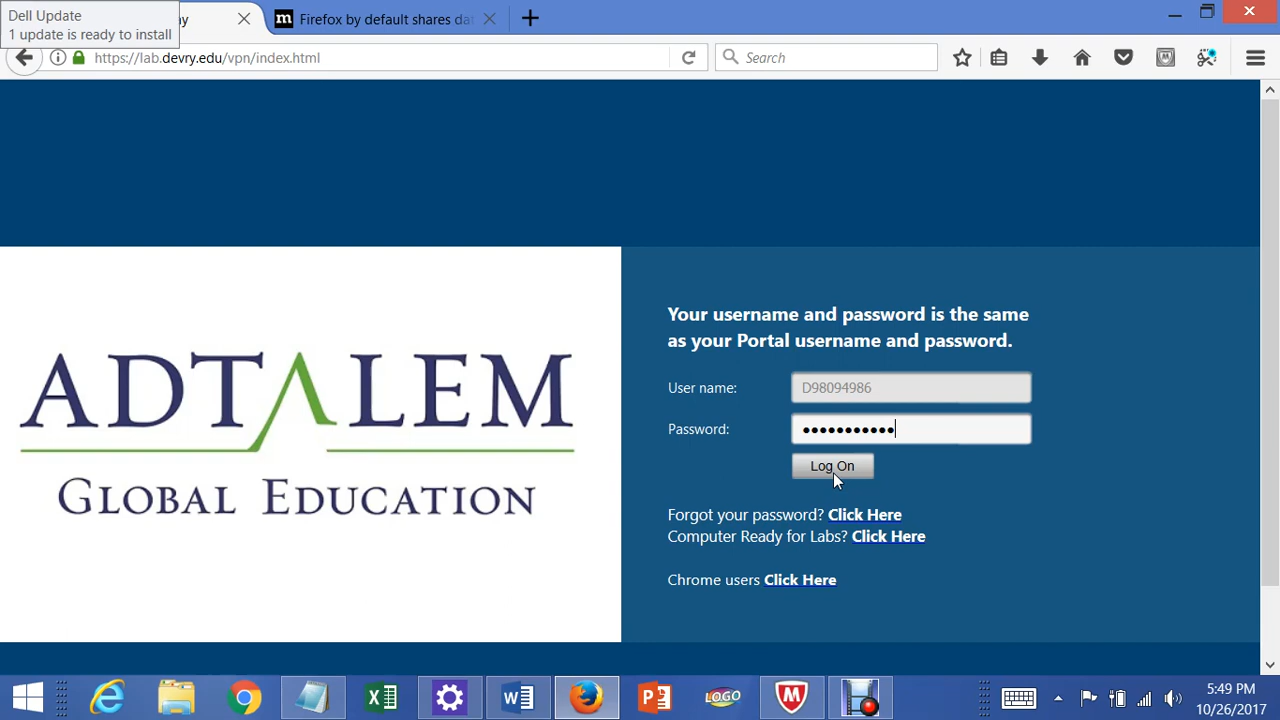 Dell Update
1 update is ready to install
ay
m Firefox by default shares da
https://lab.devry.edu/vpn/index.html
Search
ADTALEM
GLOBAL EDUCATION
Your username and password is the same
as your Portal username and password.
User name: D98094986
Password: ●●●●●●●●●●●
Log On
Forgot your password? Click Here
Computer Ready for Labs? Click Here
Chrome users Click Here
LOGO
5:49 PM
10/26/2017